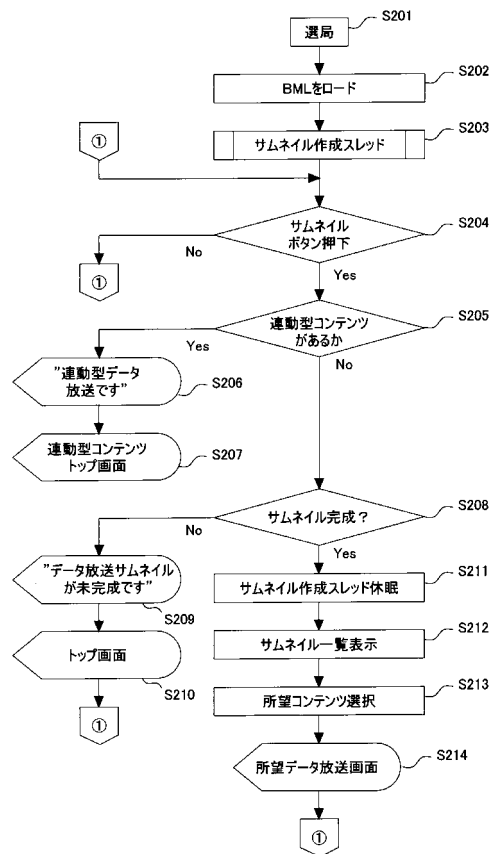 選局
S201
BMLをロード
S202
①
サムネイル作成スレッド
S203
サムネイル
ボタン押下
S204
No
①
Yes
連動型コンテンツ
があるか
S205
Yes
No
"連動型データ
放送です"
S206
連動型コンテンツ
トップ画面
S207
サムネイル完成？
S208
No
Yes
"データ放送サムネイル
が未完成です"
S209
サムネイル作成スレッド休眠
S211
トップ画面
S210
サムネイル一覧表示
S212
①
所望コンテンツ選択
S213
所望データ放送画面
S214
①